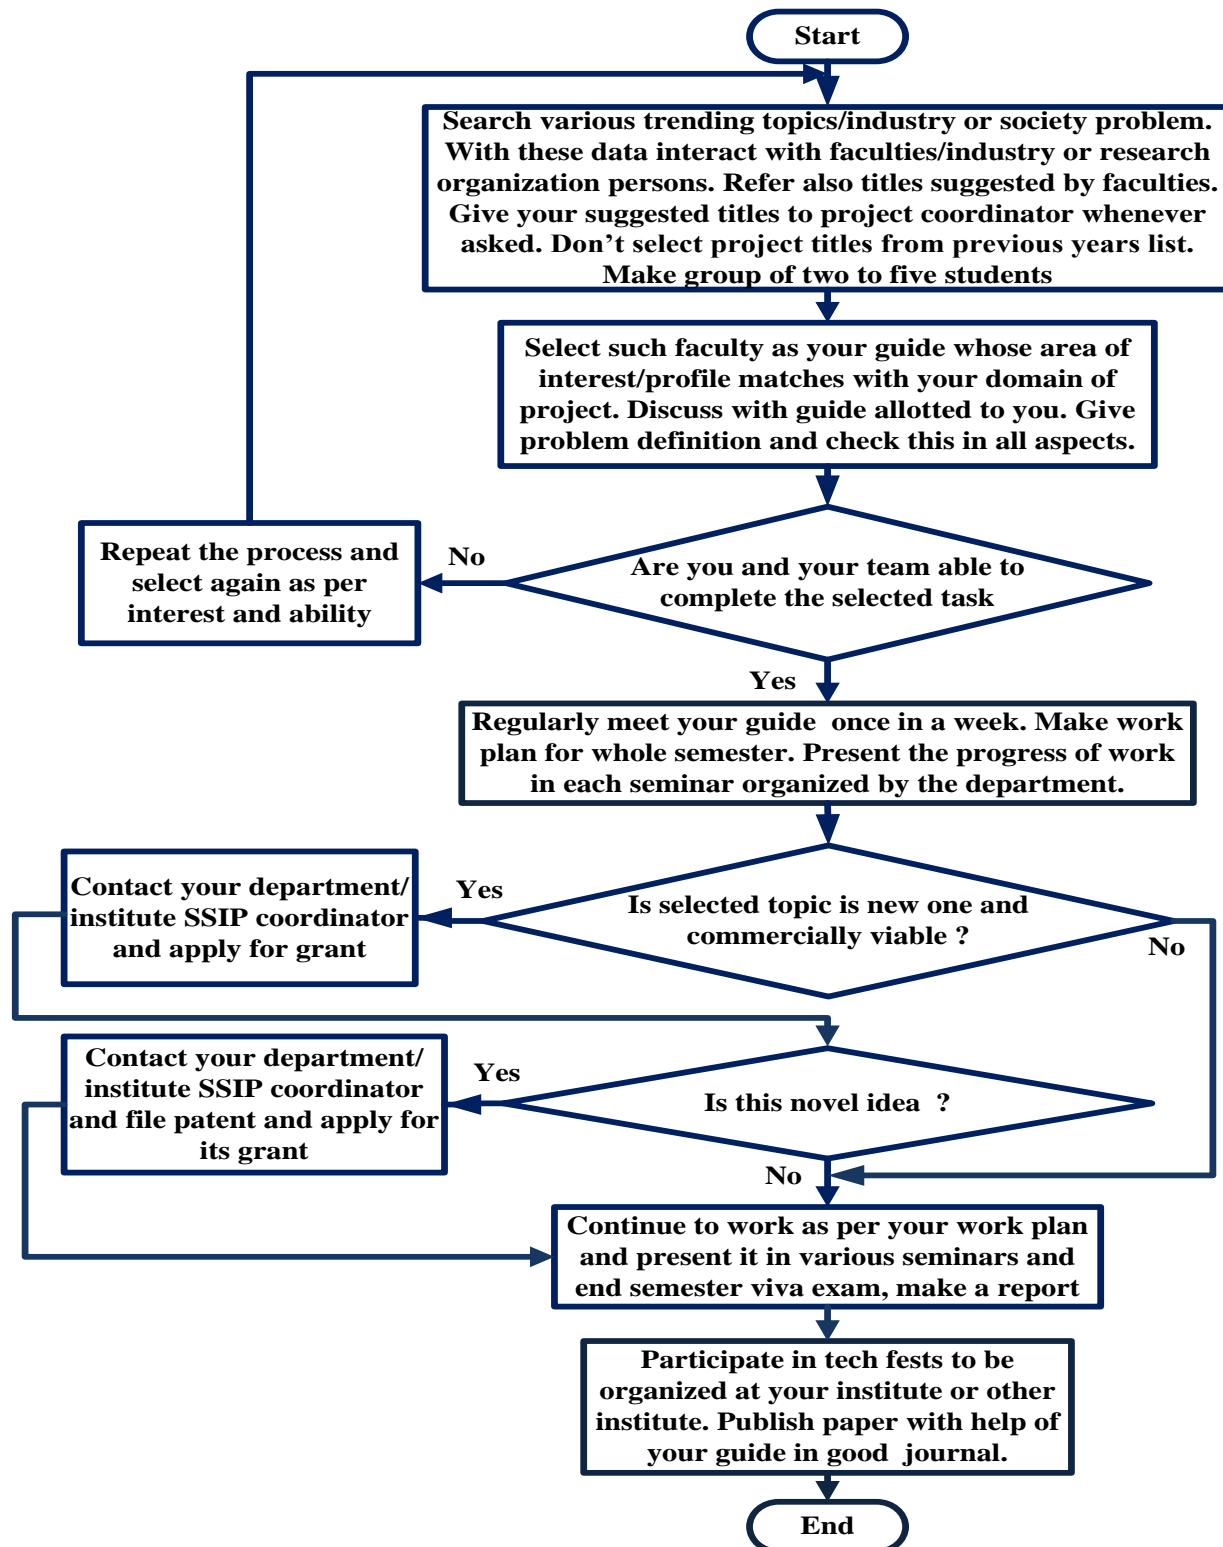 Start
Search various trending topics/industry or society problem.
With these data interact with faculties/industry or research
organization persons. Refer also titles suggested by faculties.
Give your suggested titles to project coordinator whenever
asked. Don’t select project titles from previous years list.
Make group of two to five students
Select such faculty as your guide whose area of
interest/profile matches with your domain of
project. Discuss with guide allotted to you. Give
problem definition and check this in all aspects.
Are you and your team able to
complete the selected task
No
Repeat the process and
select again as per
interest and ability
Yes
Regularly meet your guide once in a week. Make work
plan for whole semester. Present the progress of work
in each seminar organized by the department.
Is selected topic is new one and
commercially viable ?
Yes
Contact your department/
institute SSIP coordinator
and apply for grant
No
Is this novel idea ?
Yes
Contact your department/
institute SSIP coordinator
and file patent and apply for
its grant
No
Continue to work as per your work plan
and present it in various seminars and
end semester viva exam, make a report
Participate in tech fests to be
organized at your institute or other
institute. Publish paper with help of
your guide in good journal.
End